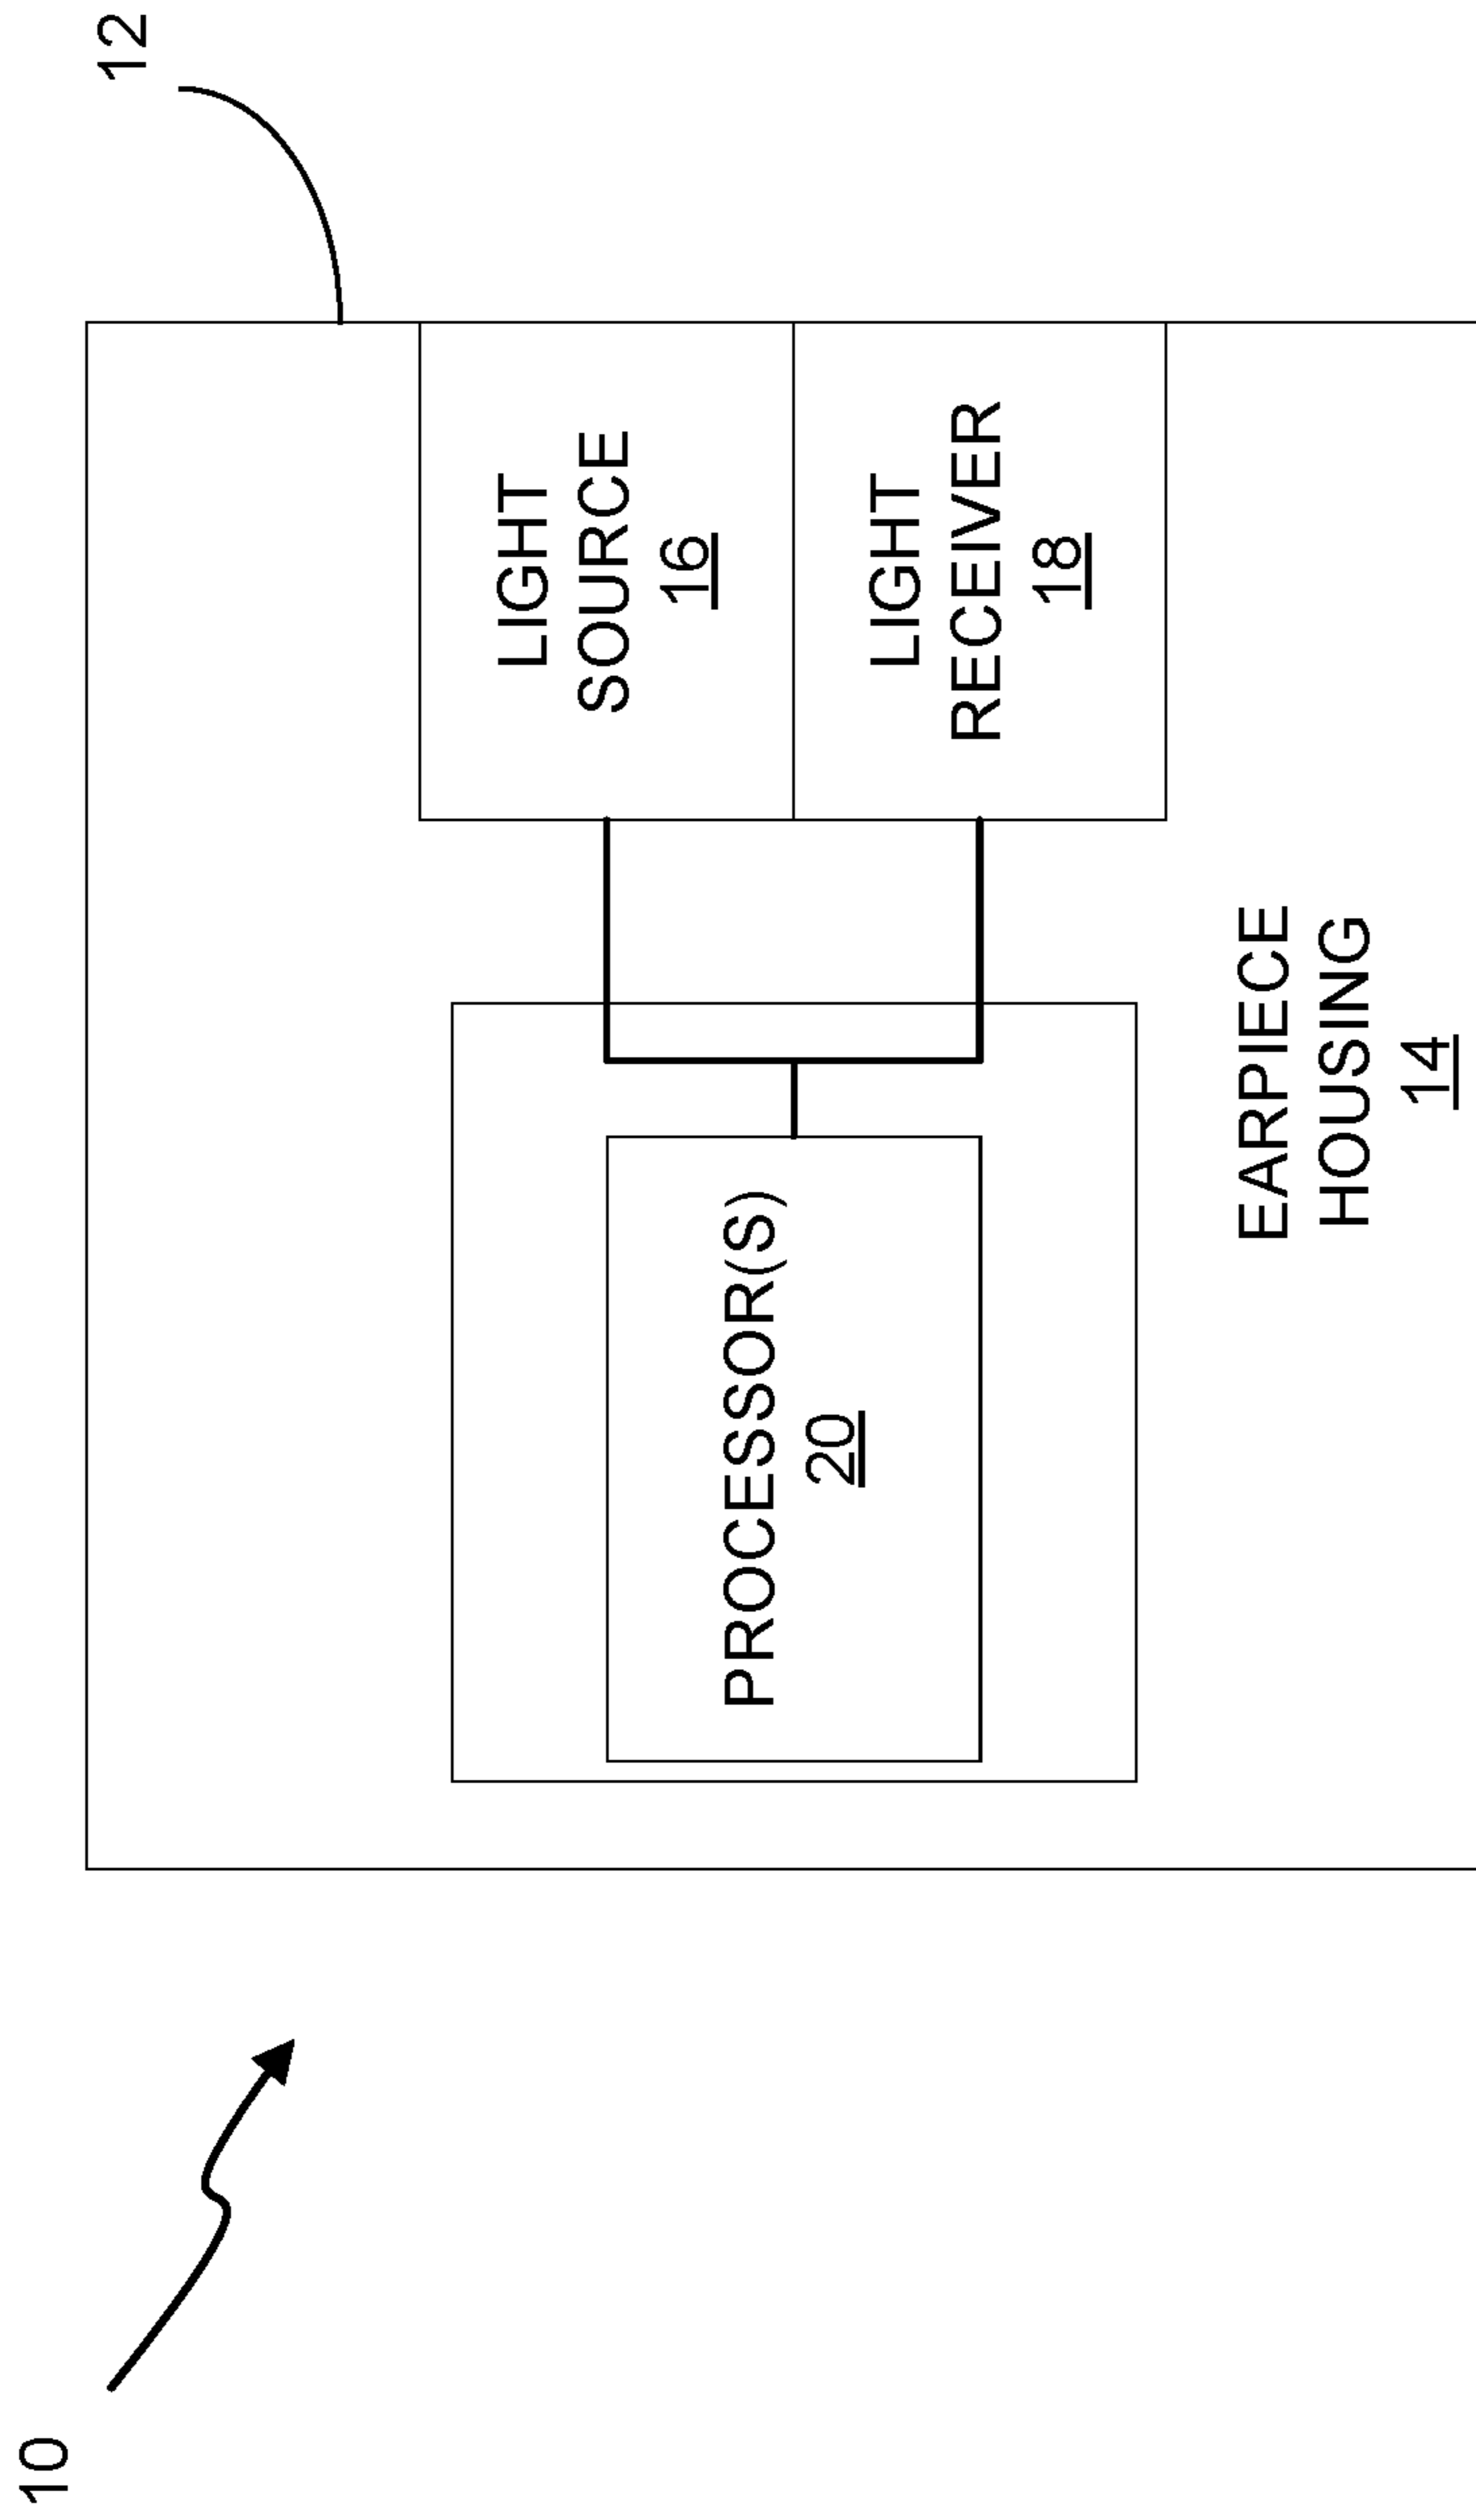 10
12
LIGHT
SOURCE
16
LIGHT
RECEIVER
18
PROCESSOR(S)
20
EARPIECE
HOUSING
14